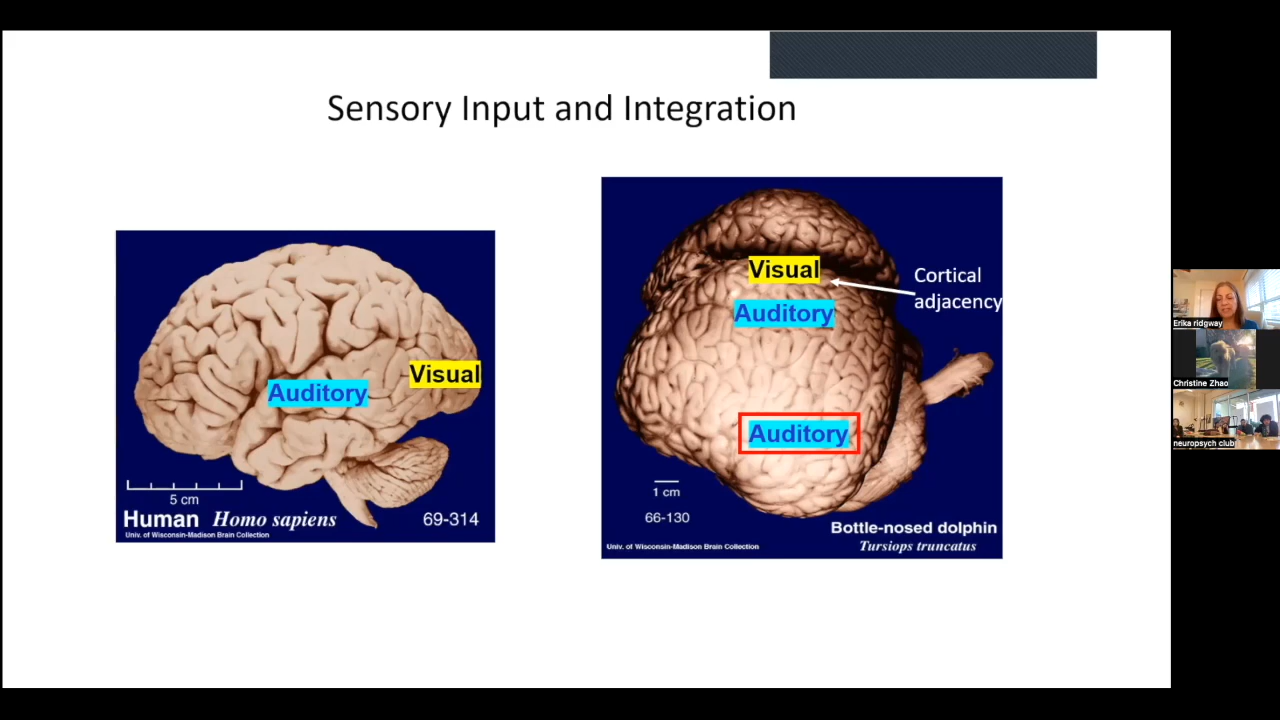 Sensory Input and Integration
Auditory
Visual
5 cm
Human Homo sapiens 69-314
Univ. of Wisconsin-Madison Brain Collection
Visual
Auditory
Cortical
adjacency
Auditory
1 cm
66-130
Bottle-nosed dolphin
Univ. of Wisconsin-Madison Brain Collection
Tursiops truncatus
Erika ridgway
Christine Zhao
neuropsych club